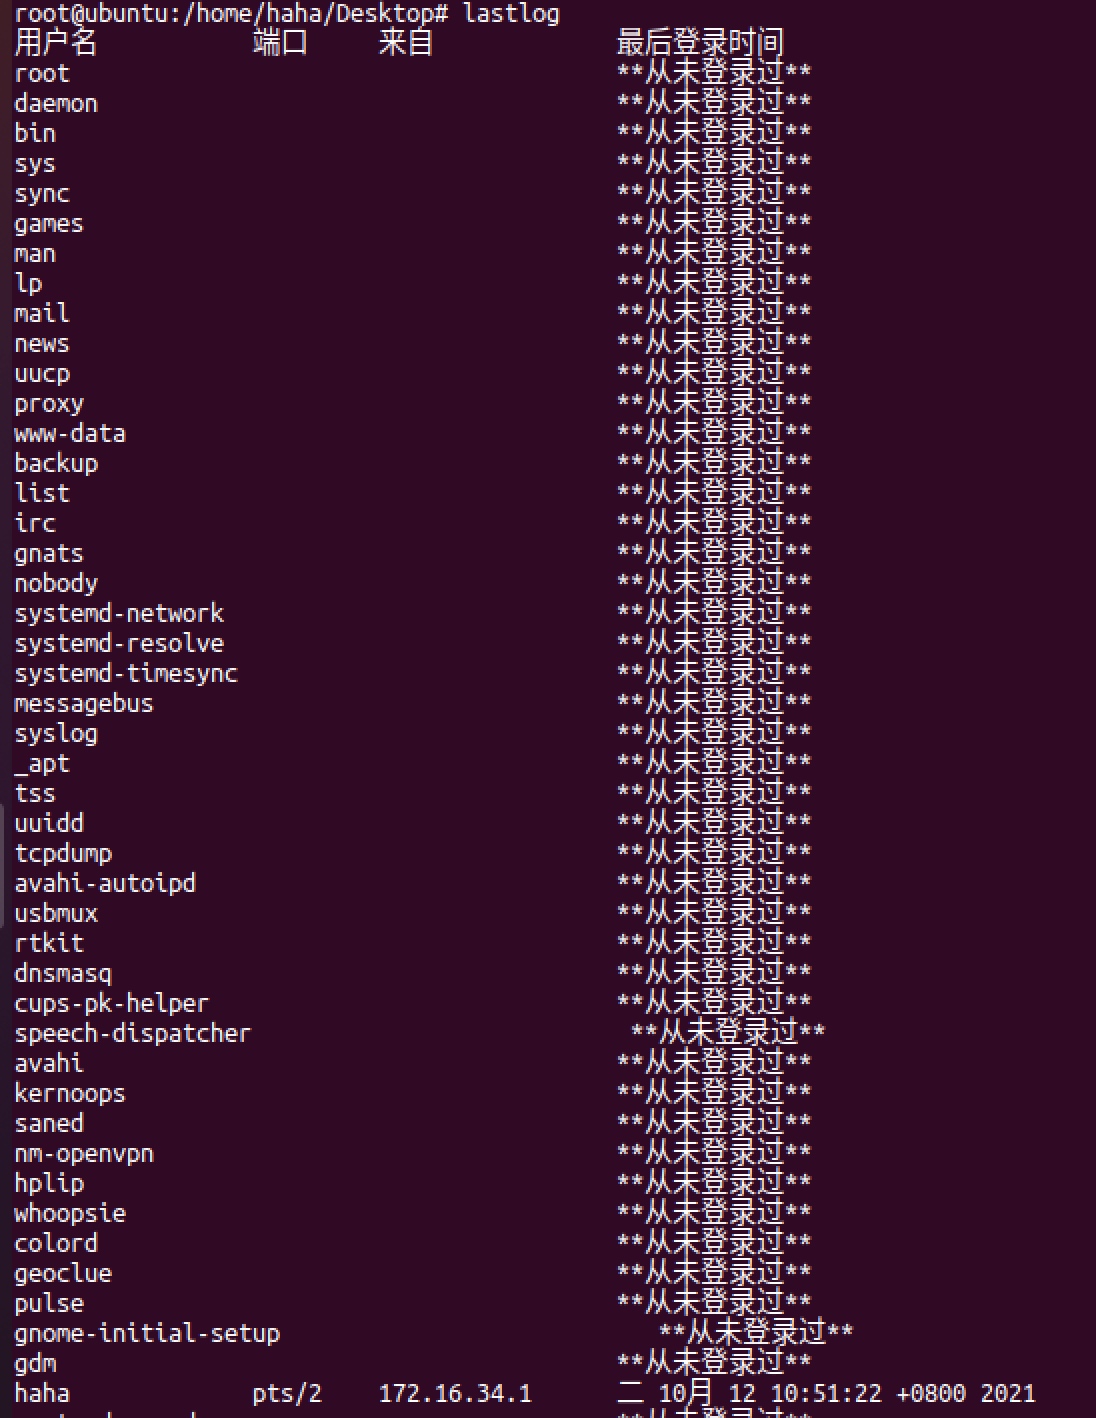 root@ubuntu:/home/haha/Desktop# lastlog
用户名 端口 来自 最后登录时间
root **从未登录过**
daemon **从未登录过**
bin **从未登录过**
sys **从未登录过**
sync **从未登录过**
games **从未登录过**
man **从未登录过**
lp **从未登录过**
mail **从未登录过**
news **从未登录过**
uucp **从未登录过**
proxy **从未登录过**
www-data **从未登录过**
backup **从未登录过**
list **从未登录过**
irc **从未登录过**
gnats **从未登录过**
nobody **从未登录过**
systemd-network **从未登录过**
systemd-resolve **从未登录过**
systemd-timesync **从未登录过**
messagebus **从未登录过**
syslog **从未登录过**
_apt **从未登录过**
tss **从未登录过**
uuidd **从未登录过**
tcpdump **从未登录过**
avahi-autoipd **从未登录过**
usbmux **从未登录过**
rtkit **从未登录过**
dnsmasq **从未登录过**
cups-pk-helper **从未登录过**
speech-dispatcher **从未登录过**
avahi **从未登录过**
kernoops **从未登录过**
saned **从未登录过**
nm-openvpn **从未登录过**
hplip **从未登录过**
whoopsie **从未登录过**
colord **从未登录过**
geoclue **从未登录过**
pulse **从未登录过**
gnome-initial-setup **从未登录过**
gdm **从未登录过**
haha pts/2 172.16.34.1 二 10月 12 10:51:22 +0800 2021